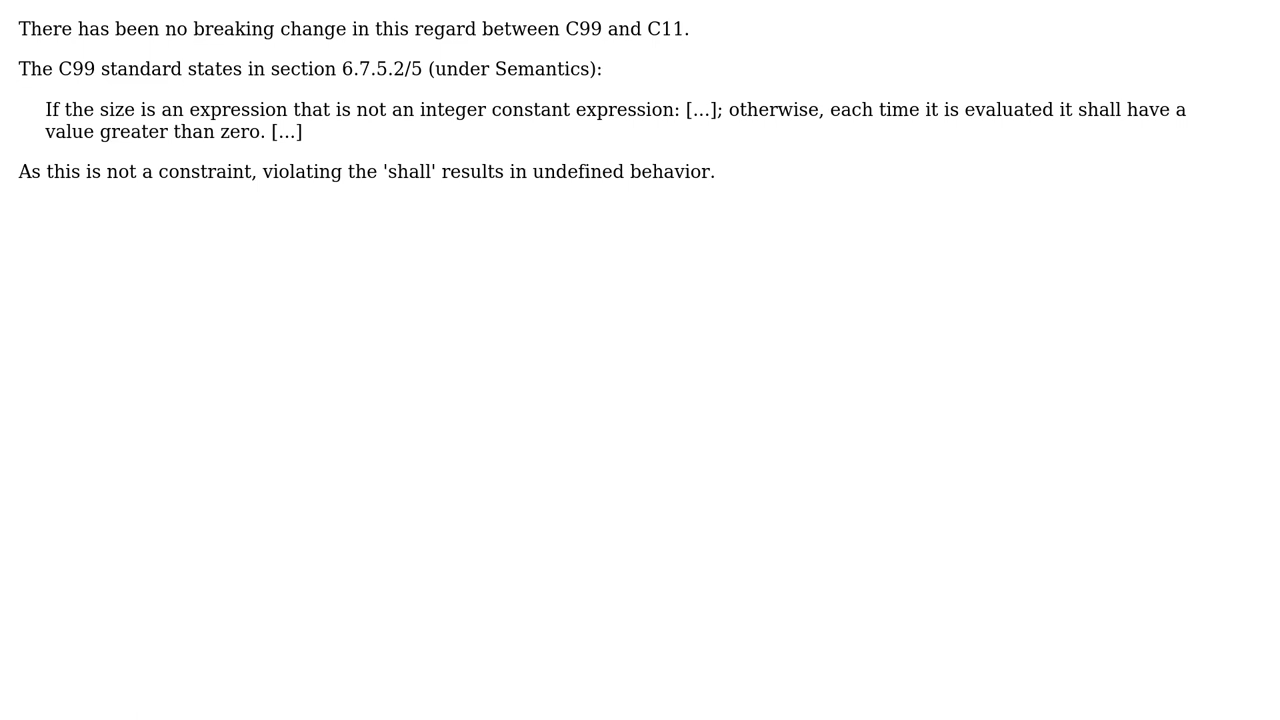 There has been no breaking change in this regard between C99 and C11.
The C99 standard states in section 6.7.5.2/5 (under Semantics):
If the size is an expression that is not an integer constant expression: [...]; otherwise, each time it is evaluated it shall have a
value greater than zero. [...]
As this is not a constraint, violating the 'shall' results in undefined behavior.